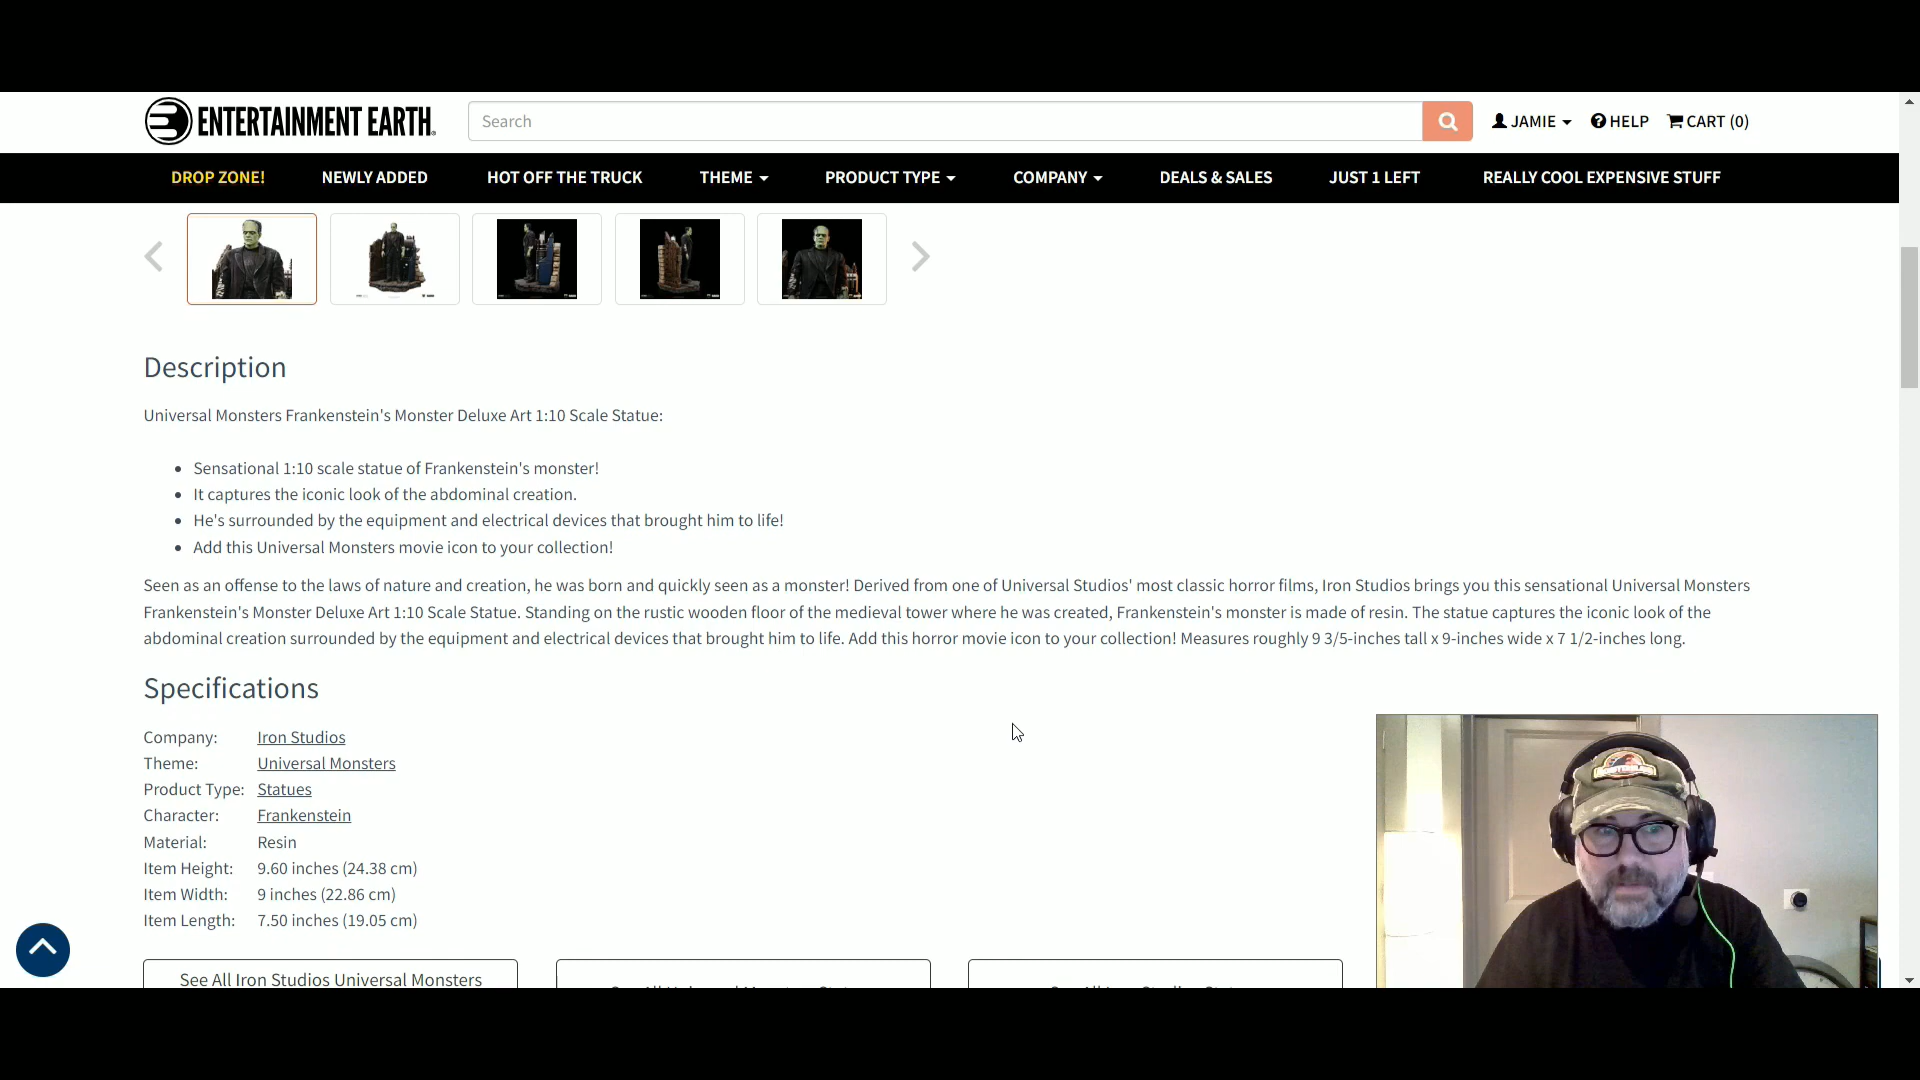 ENTERTAINMENT EARTH
Search
JAMIE
HELP
CART (0)
DROP ZONE!
NEWLY ADDED
HOT OFF THE TRUCK
THEME
PRODUCT TYPE
COMPANY
DEALS & SALES
JUST 1 LEFT
REALLY COOL EXPENSIVE STUFF
Description
Universal Monsters Frankenstein's Monster Deluxe Art 1:10 Scale Statue:
Sensational 1:10 scale statue of Frankenstein's monster!
It captures the iconic look of the abdominal creation.
He's surrounded by the equipment and electrical devices that brought him to life!
Add this Universal Monsters movie icon to your collection!
Seen as an offense to the laws of nature and creation, he was born and quickly seen as a monster! Derived from one of Universal Studios' most classic horror films, Iron Studios brings you this sensational Universal Monsters
Frankenstein's Monster Deluxe Art 1:10 Scale Statue. Standing on the rustic wooden floor of the medieval tower where he was created, Frankenstein's monster is made of resin. The statue captures the iconic look of the
abdominal creation surrounded by the equipment and electrical devices that brought him to life. Add this horror movie icon to your collection! Measures roughly 9 3/5-inches tall x 9-inches wide x 7 1/2-inches long.
Specifications
Company: Iron Studios
Theme: Universal Monsters
Product Type: Statues
Character: Frankenstein
Material: Resin
Item Height: 9.60 inches (24.38 cm)
Item Width: 9 inches (22.86 cm)
Item Length: 7.50 inches (19.05 cm)
See All Iron Studios Universal Monsters